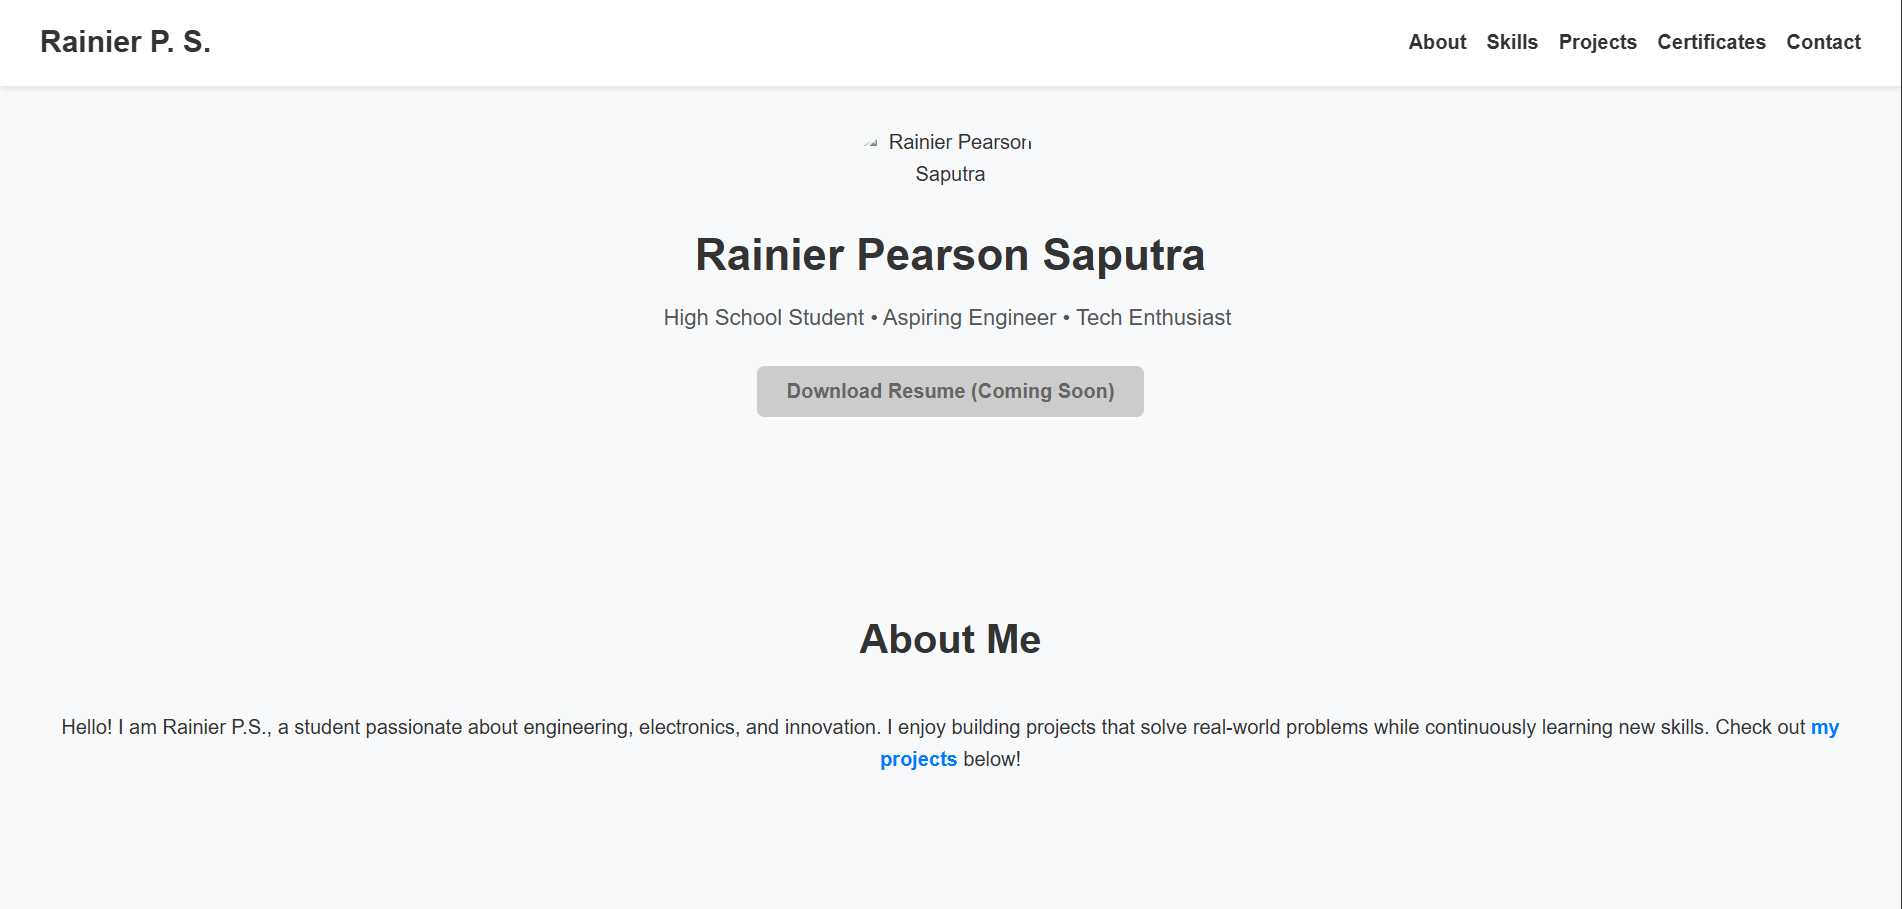 Rainier P. S.
About Skills Projects Certificates Contact
Rainier Pearson
Saputra
Rainier Pearson Saputra
High School Student • Aspiring Engineer • Tech Enthusiast
Download Resume (Coming Soon)
About Me
Hello! I am Rainier P.S., a student passionate about engineering, electronics, and innovation. I enjoy building projects that solve real-world problems while continuously learning new skills. Check out my
projects below!